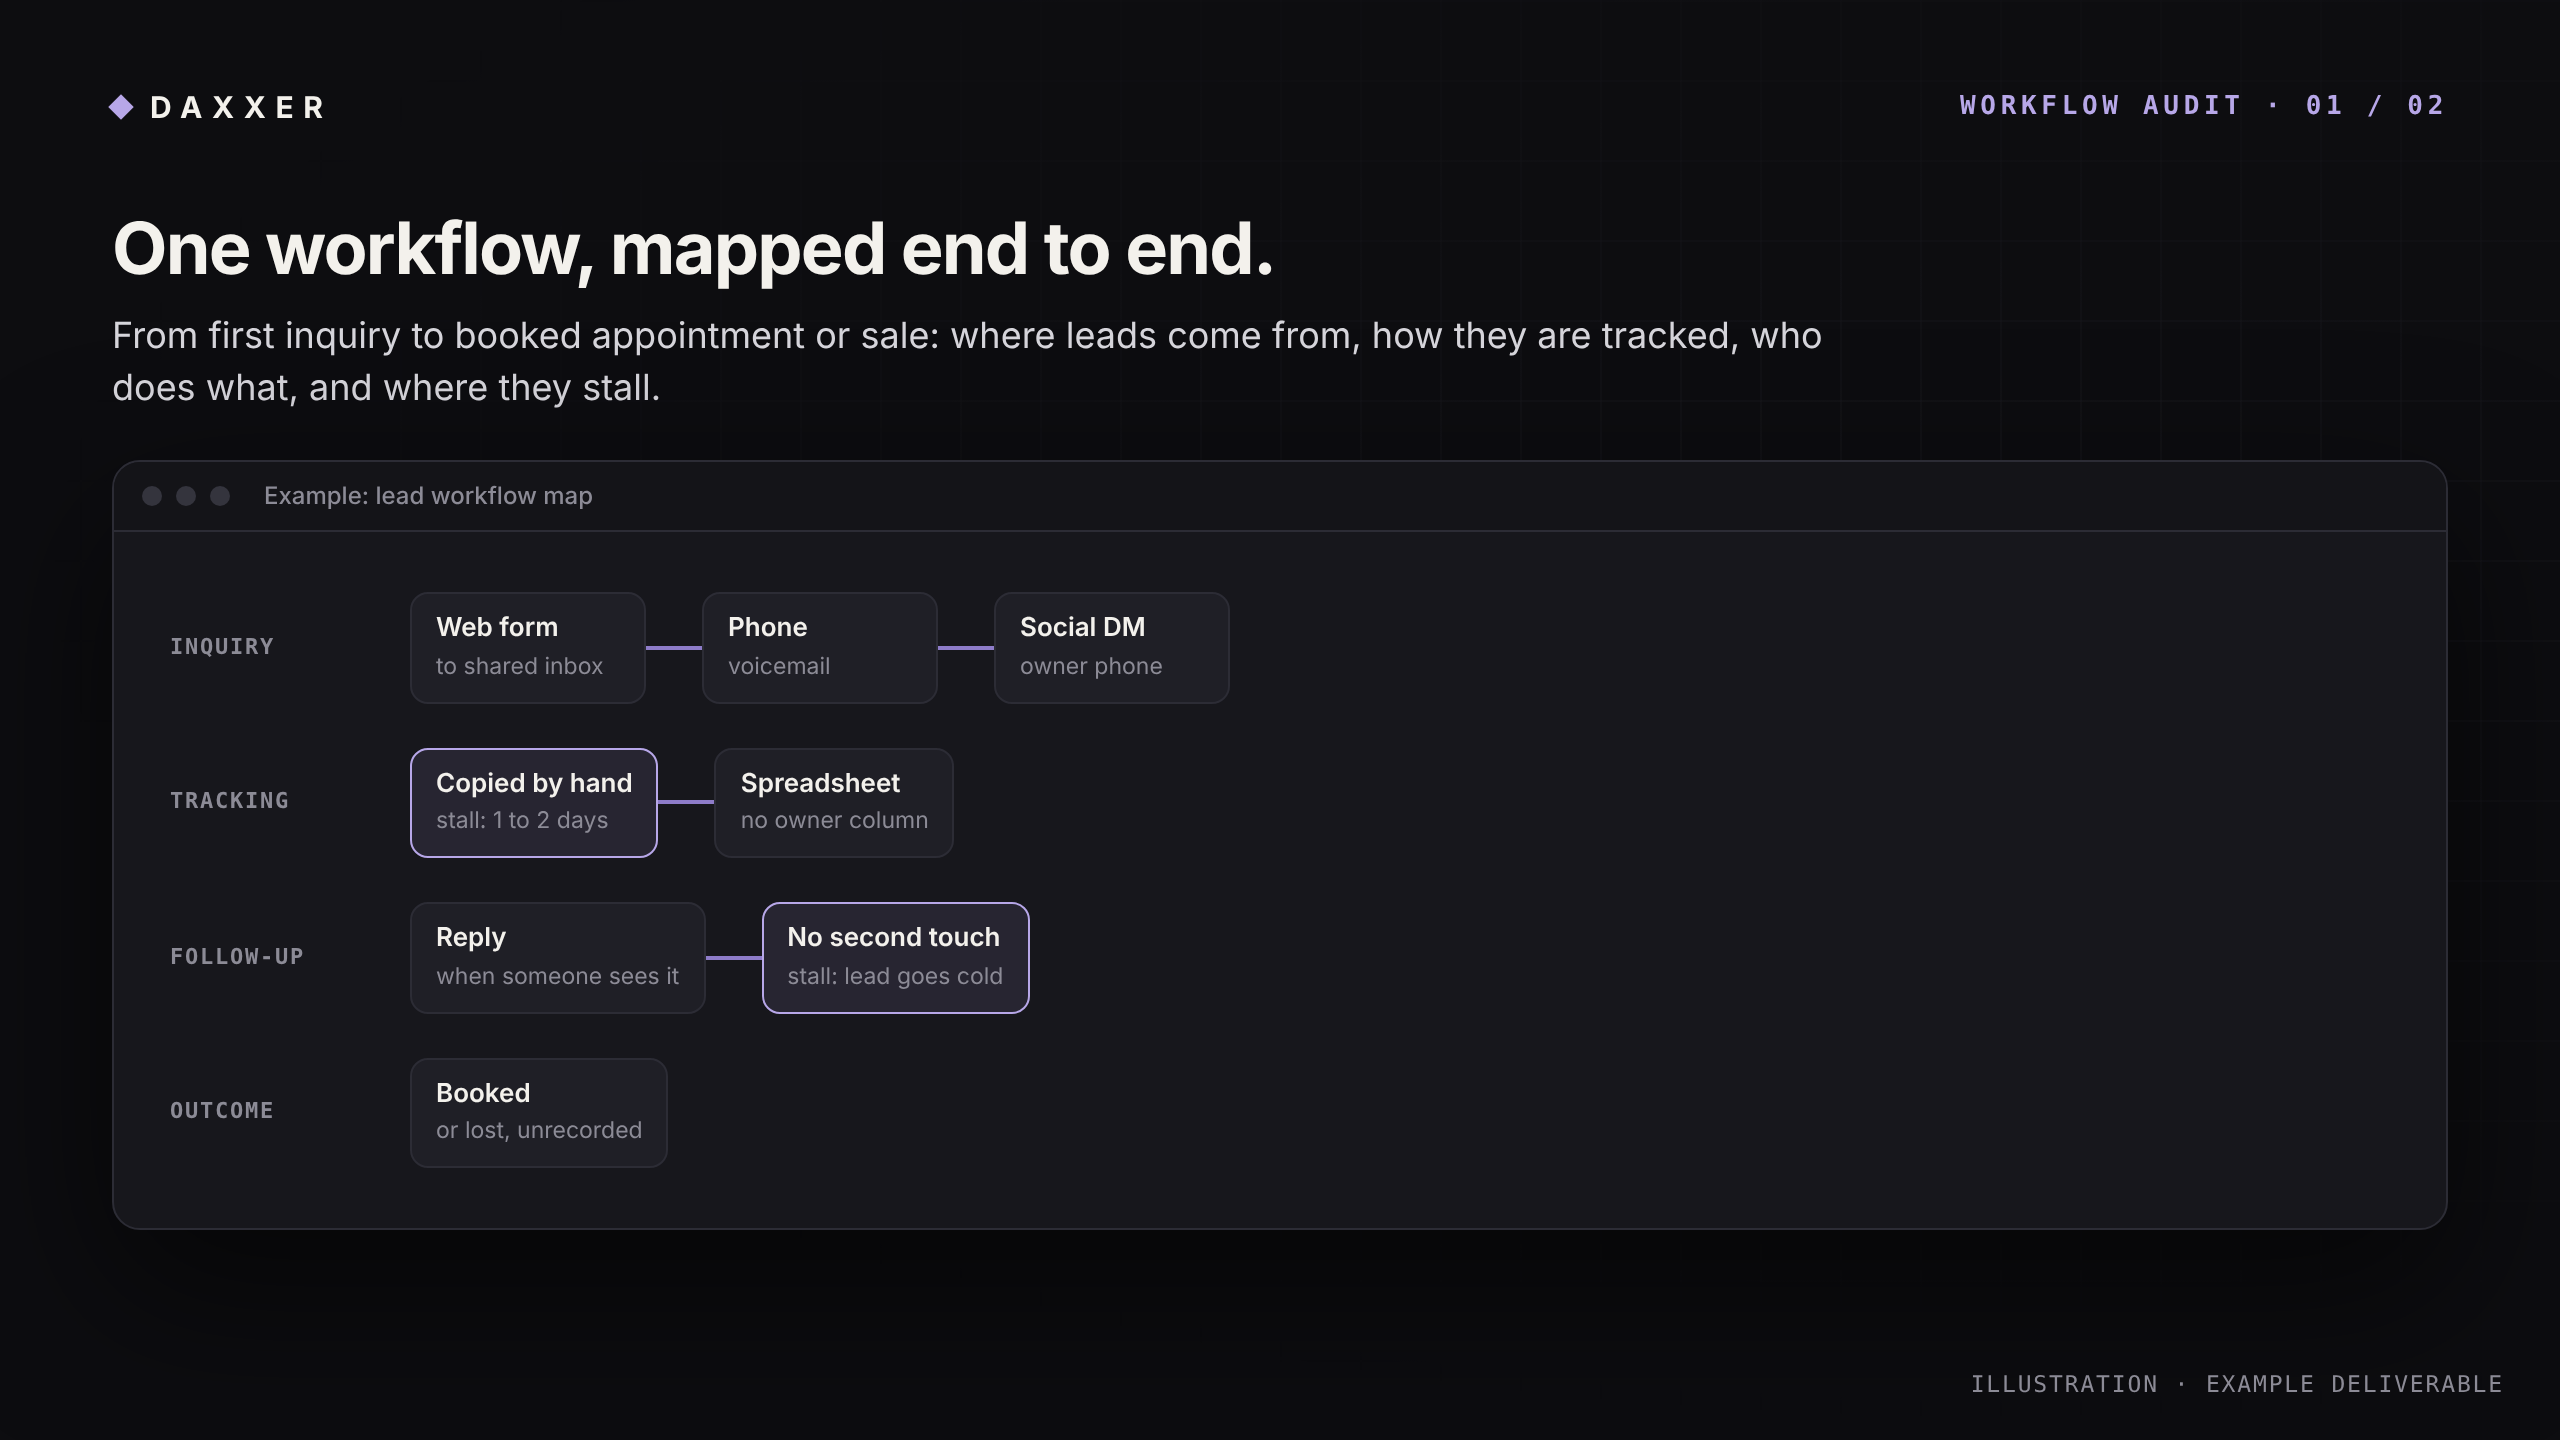 DAXXER
WORKFLOW AUDIT · 01 / 02
One workflow, mapped end to end.
From first inquiry to booked appointment or sale: where leads come from, how they are tracked, who
does what, and where they stall.
Example: lead workflow map
INQUIRY
Web form
to shared inbox
Phone
voicemail
Social DM
owner phone
TRACKING
Copied by hand
stall: 1 to 2 days
Spreadsheet
no owner column
FOLLOW-UP
Reply
when someone sees it
No second touch
stall: lead goes cold
OUTCOME
Booked
or lost, unrecorded
ILLUSTRATION · EXAMPLE DELIVERABLE